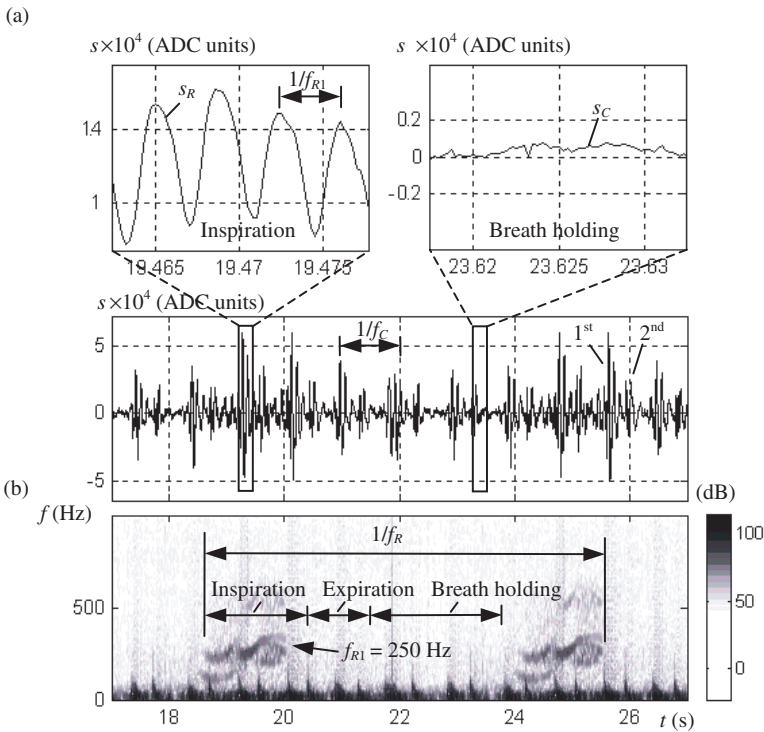 (a)
s×10⁴ (ADC units)
s ×10⁴ (ADC units)
s_R
1/f_R1
14
1
Inspiration
19.465 19.47 19.475
s_C
0.2
0
-0.2
Breath holding
23.62 23.625 23.63
s×10⁴ (ADC units)
5
0
-5
1/f_C
1st
2nd
(b)
f (Hz)
(dB)
1/f_R
Inspiration Expiration Breath holding
f_R1 = 250 Hz
500
0
18 20 22 24 26 t (s)
100
50
0